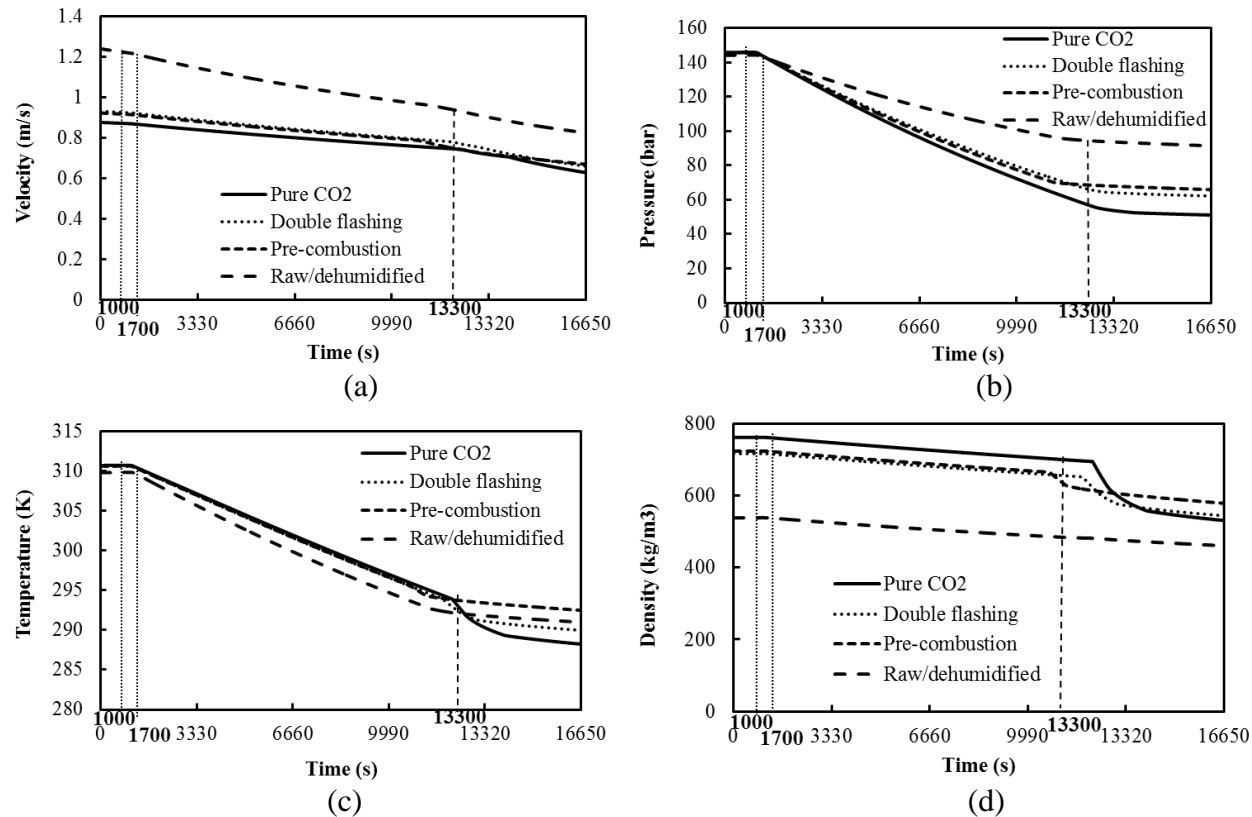 1.4
1.2
1
0.8
0.6
0.4
0.2
0
Velocity (m/s)
Pure CO2
Double flashing
Pre-combustion
Raw/dehumidified
1000
1700
13300
0 3330 6660 9990 13320 16650
Time (s)
(a)
160
140
120
100
80
60
40
20
0
Pressure (bar)
Pure CO2
Double flashing
Pre-combustion
Raw/dehumidified
1000
1700
13300
0 3330 6660 9990 13320 16650
Time (s)
(b)
315
310
305
300
295
290
285
280
Temperature (K)
Pure CO2
Double flashing
Pre-combustion
Raw/dehumidified
1000
1700
13300
0 3330 6660 9990 13320 16650
Time (s)
(c)
800
600
400
200
0
Density (kg/m3)
Pure CO2
Double flashing
Pre-combustion
Raw/dehumidified
1000
1700
13300
0 3330 6660 9990 13320 16650
Time (s)
(d)